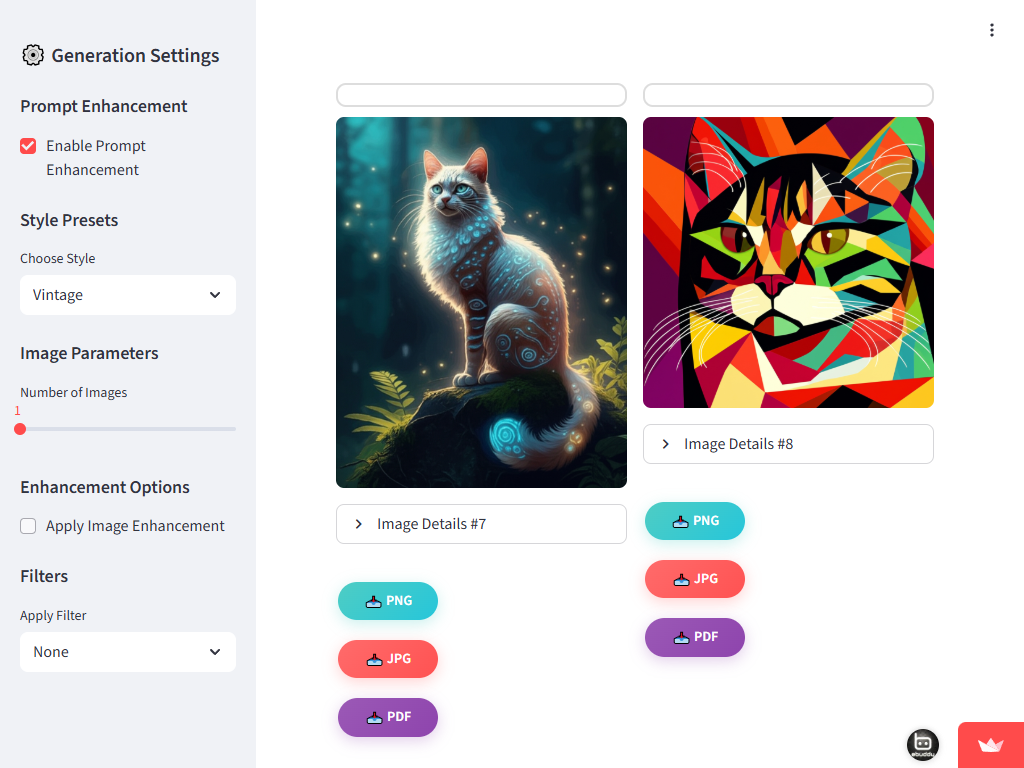 Generation Settings
Prompt Enhancement
Enable Prompt
Enhancement
Style Presets
Choose Style
Vintage
Image Parameters
Number of Images
1
Enhancement Options
Apply Image Enhancement
Filters
Apply Filter
None
Image Details #7
PNG
JPG
PDF
Image Details #8
PNG
JPG
PDF